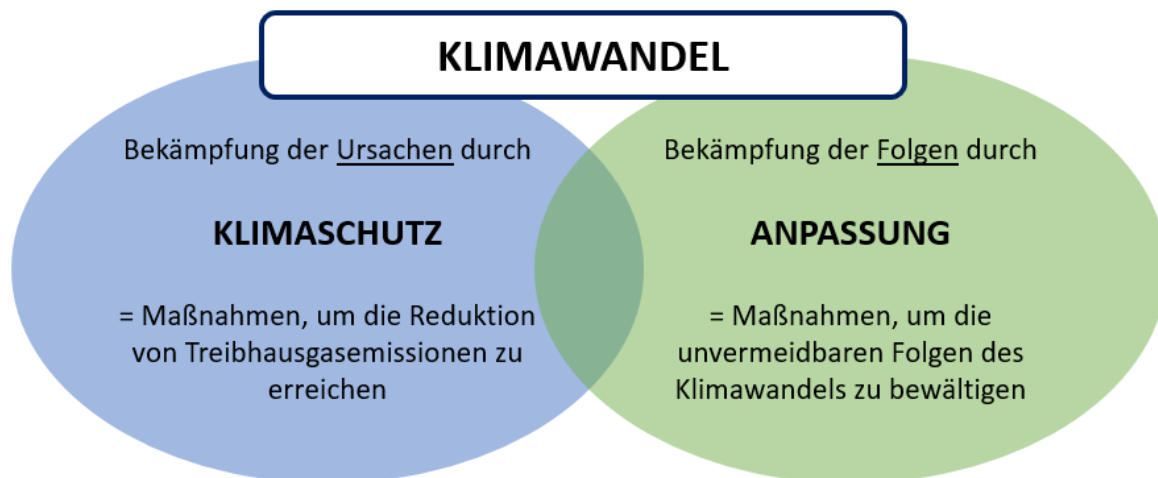 KLIMAWANDEL
Bekämpfung der Ursachen durch
KLIMASCHUTZ
= Maßnahmen, um die Reduktion
von Treibhausgasemissionen zu
erreichen
Bekämpfung der Folgen durch
ANPASSUNG
= Maßnahmen, um die
unvermeidbaren Folgen des
Klimawandels zu bewältigen